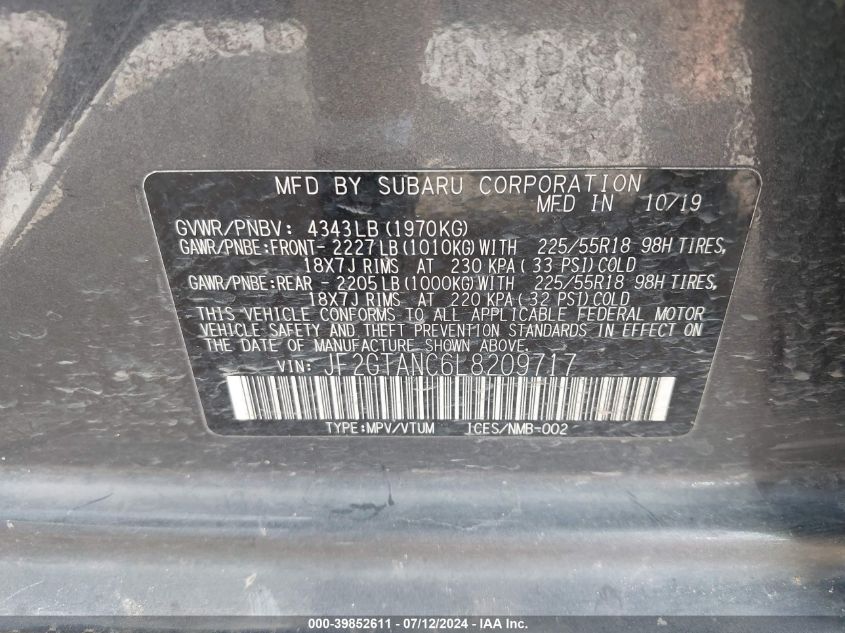 MFD BY SUBARU CORPORATION
MFD IN 10/19
GVWR/PNBV: 4343LB(1970KG)
GAWR/PNBE:FRONT- 2227LB(1010KG)WITH 225/55R18 98H TIRES,
18X7J RIMS AT 230 KPA( 33 PSI)COLD
GAWR/PNBE:REAR - 2205LB(1000KG)WITH 225/55R18 98H TIRES,
18X7J RIMS AT 220 KPA( 32 PSI)COLD
THIS VEHICLE CONFORMS TO ALL APPLICABLE FEDERAL MOTOR
VEHICLE SAFETY AND THEFT PREVENTION STANDARDS IN EFFECT ON
THE DATE OF MANUFACTURE SHOWN ABOVE.
VIN: JF2GTANC6L8209717
TYPE:MPV/VTUM ICES/NMB-002
000-39852611 - 07/12/2024 - IAA Inc.